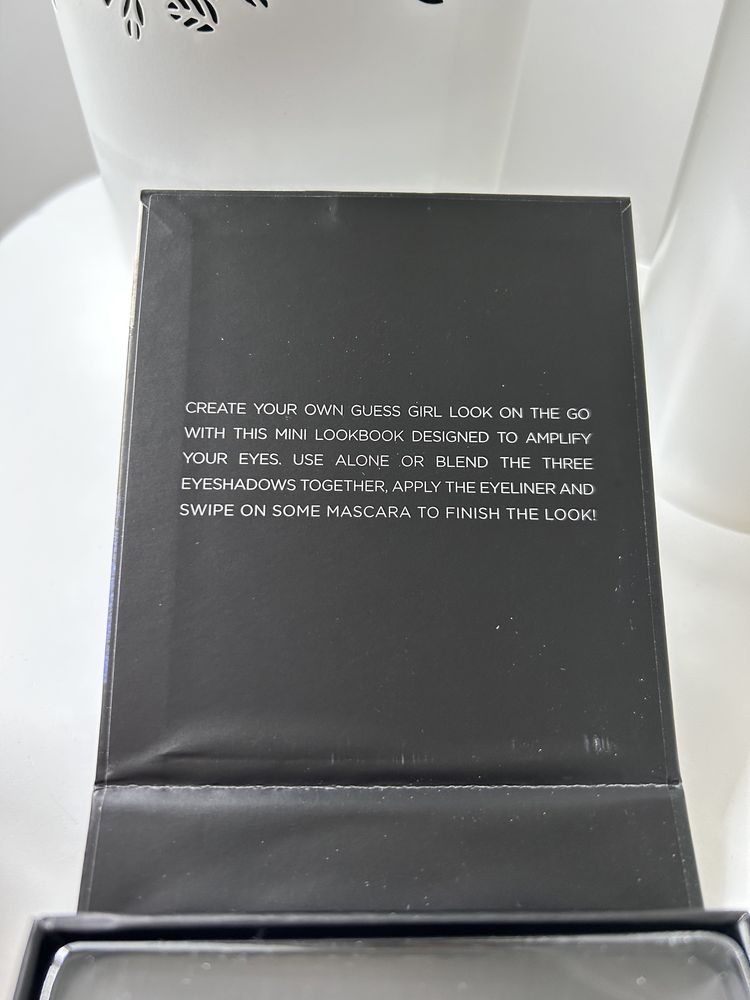 CREATE YOUR OWN GUESS GIRL LOOK ON THE GO
WITH THIS MINI LOOKBOOK DESIGNED TO AMPLIFY
YOUR EYES. USE ALONE OR BLEND THE THREE
EYESHADOWS TOGETHER, APPLY THE EYELINER AND
SWIPE ON SOME MASCARA TO FINISH THE LOOK!